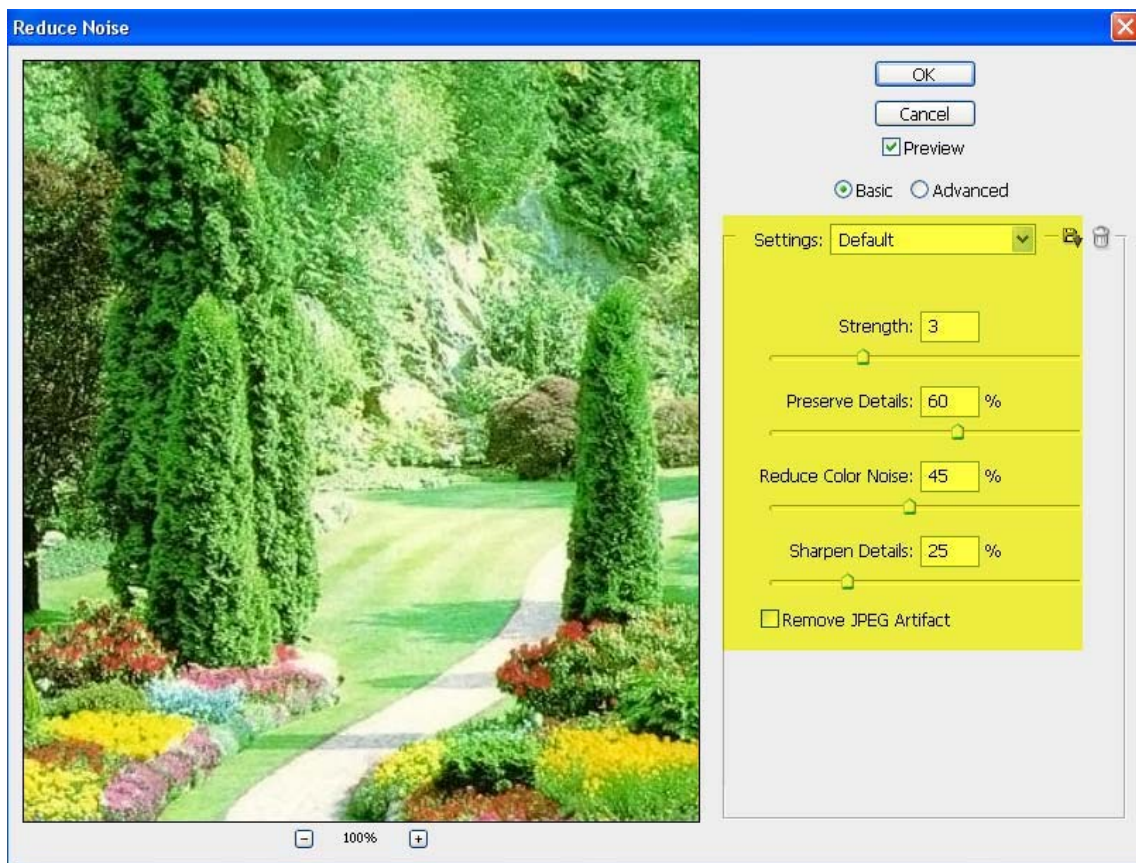 Reduce Noise
OK
Cancel
Preview
Basic Advanced
Settings: Default
Strength: 3
Preserve Details: 60 %
Reduce Color Noise: 45 %
Sharpen Details: 25 %
Remove JPEG Artifact
100%